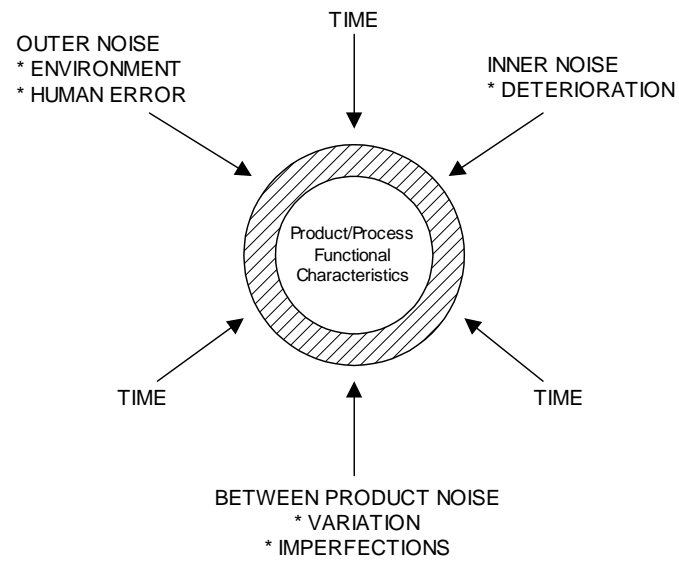 TIME
OUTER NOISE
* ENVIRONMENT
* HUMAN ERROR
INNER NOISE
* DETERIORATION
Product/Process
Functional
Characteristics
TIME
TIME
BETWEEN PRODUCT NOISE
* VARIATION
* IMPERFECTIONS